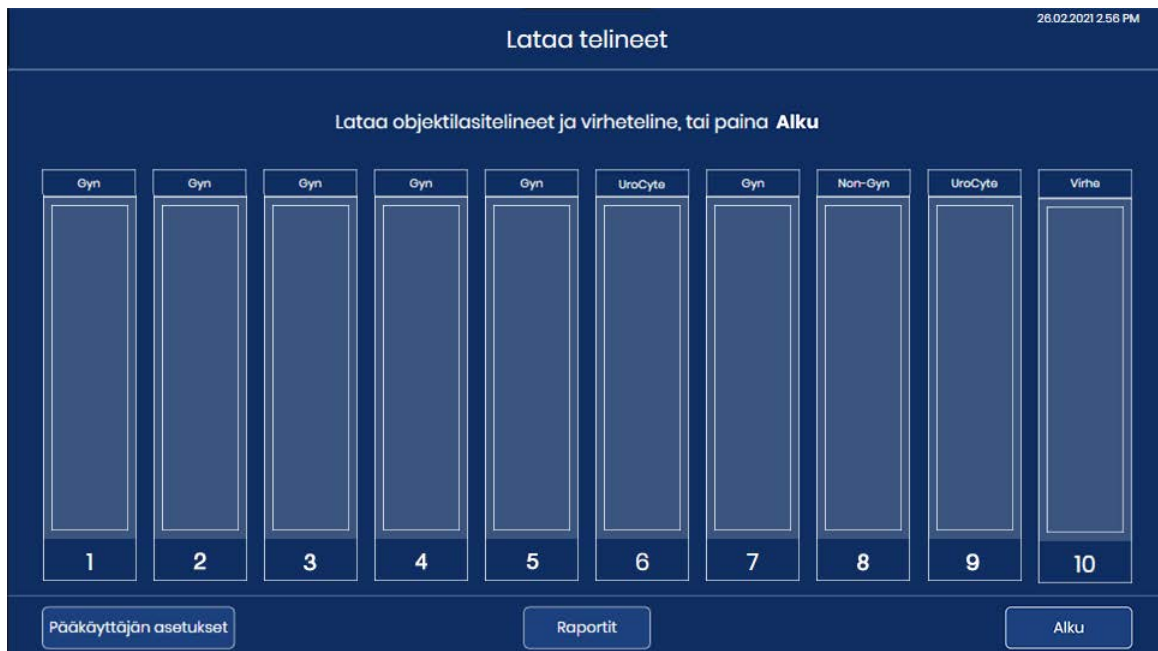 26.02.2021 2.56 PM
Lataa telineet
Lataa objektilasitelineet ja virheteline, tai paina Alku
Gyn Gyn Gyn Gyn Gyn UroCyte Gyn Non-Gyn UroCyte Virhe
1 2 3 4 5 6 7 8 9 10
Pääkäyttäjän asetukset Raportit Alku